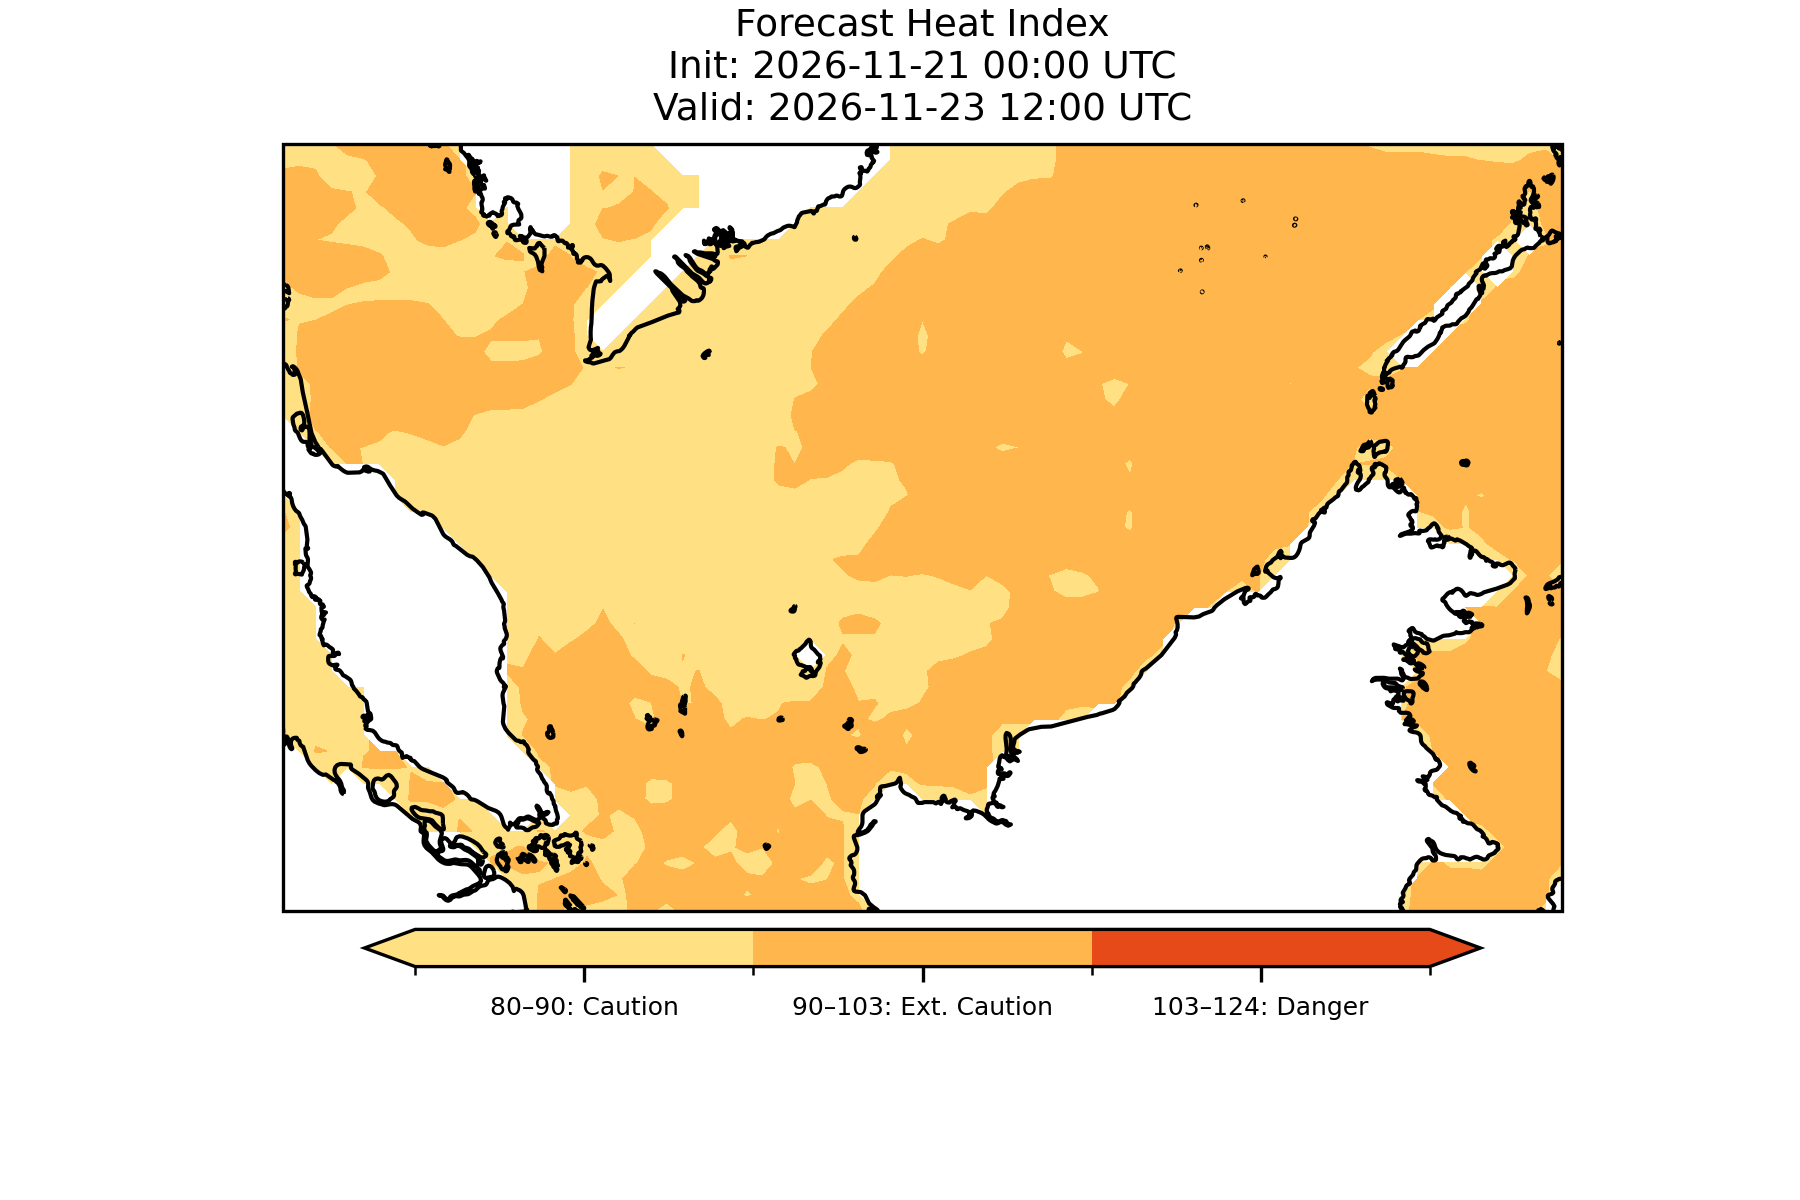 Forecast Heat Index
Init: 2026-11-21 00:00 UTC
Valid: 2026-11-23 12:00 UTC
80–90: Caution
90–103: Ext. Caution
103–124: Danger